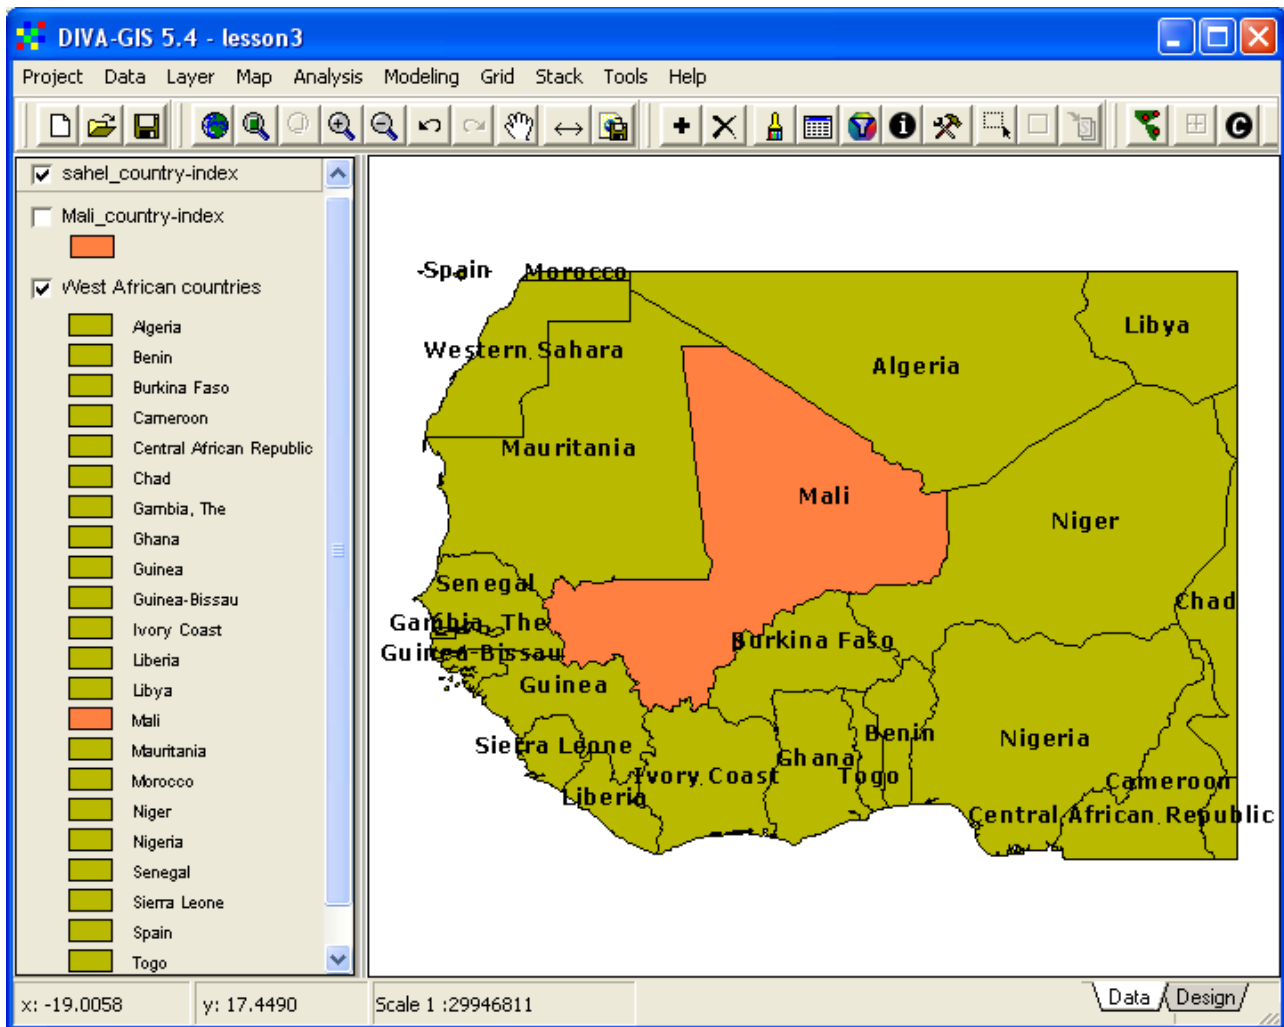 DIVA-GIS 5.4 - lesson3
Project Data Layer Map Analysis Modeling Grid Stack Tools Help
sahel_country-index
Mali_country-index
West African countries
Algeria
Benin
Burkina Faso
Cameroon
Central African Republic
Chad
Gambia, The
Ghana
Guinea
Guinea-Bissau
Ivory Coast
Liberia
Libya
Mali
Mauritania
Morocco
Niger
Nigeria
Senegal
Sierra Leone
Spain
Togo
Spain Morocco
Libya
Western Sahara
Algeria
Mauritania
Mali
Niger
Senegal
Chad
Gambia, The
Burkina Faso
Guinea-Bissau
Guinea
Benin
Nigeria
Sierra Leone
Ghana
Ivory Coast
Togo
Cameroon
Liberia
Central African Republic
x: -19.0058 y: 17.4490 Scale 1 :29946811
Data Design